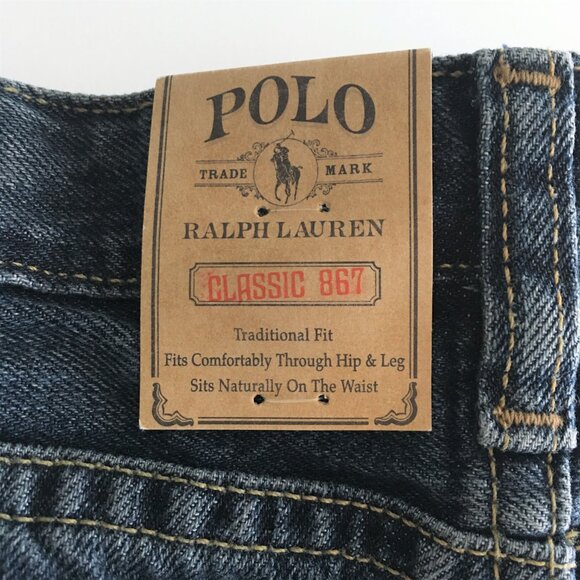 POLO
TRADE MARK
RALPH LAUREN
CLASSIC 867
Traditional Fit
Fits Comfortably Through Hip & Leg
Sits Naturally On The Waist